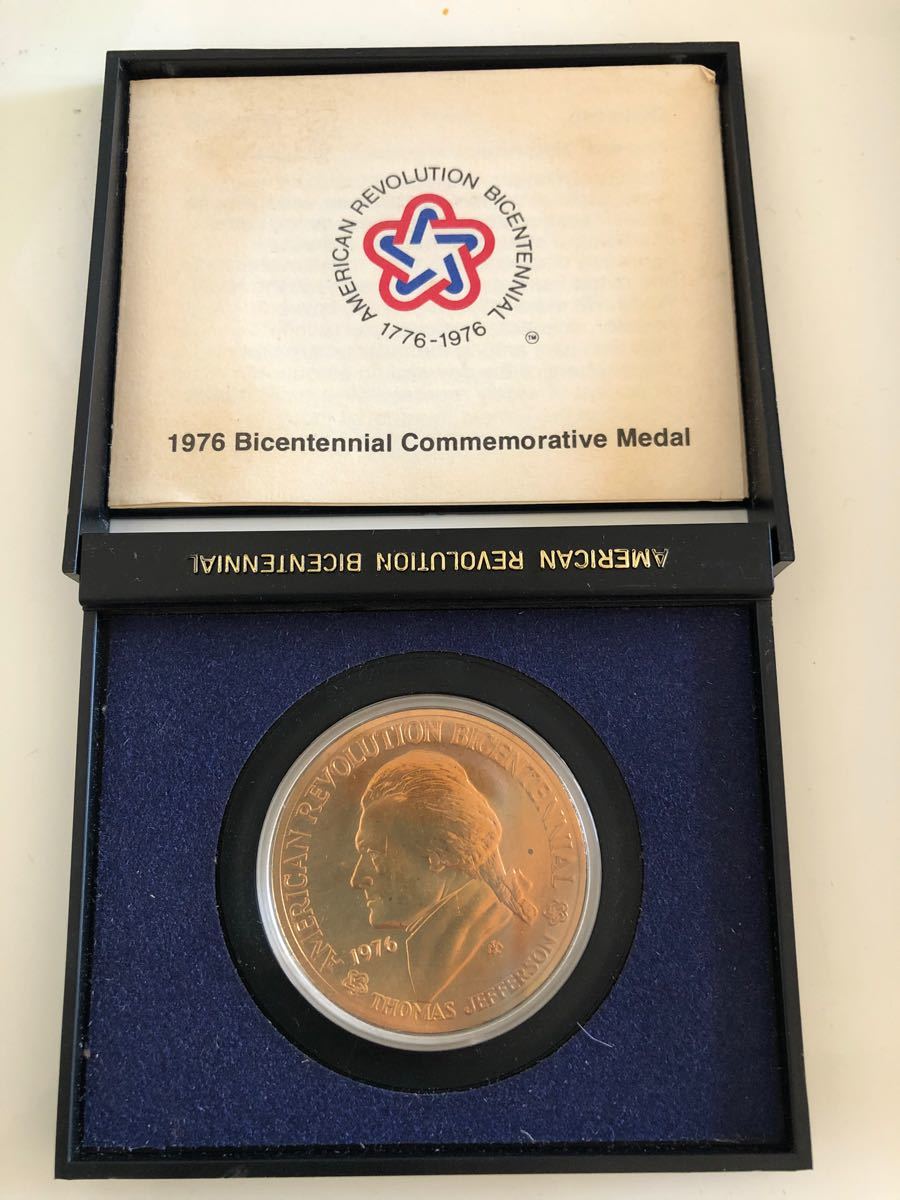 AMERICAN REVOLUTION BICENTENNIAL
1776-1976
TM
1976 Bicentennial Commemorative Medal
AMERICAN REVOLUTION BICENTENNIAL
AMERICAN REVOLUTION BICENTENNIAL
1976
THOMAS JEFFERSON